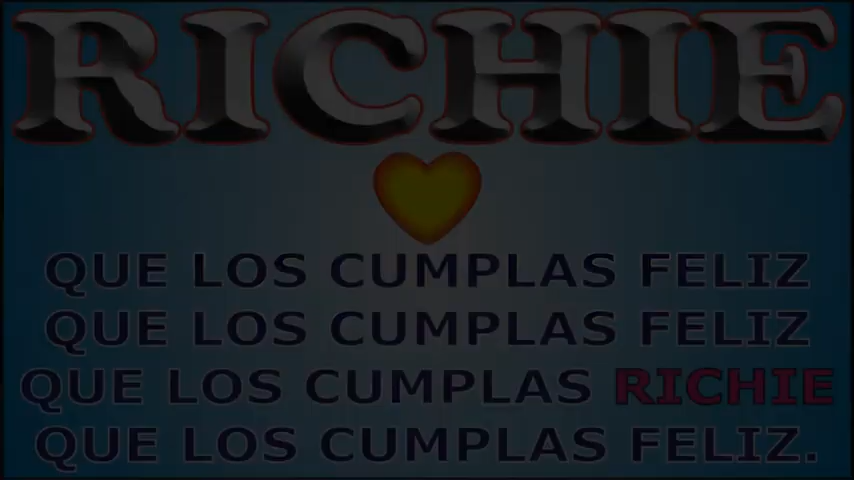 RICHIE
QUE LOS CUMPLAS FELIZ
QUE LOS CUMPLAS FELIZ
QUE LOS CUMPLAS RICHIE
QUE LOS CUMPLAS FELIZ.